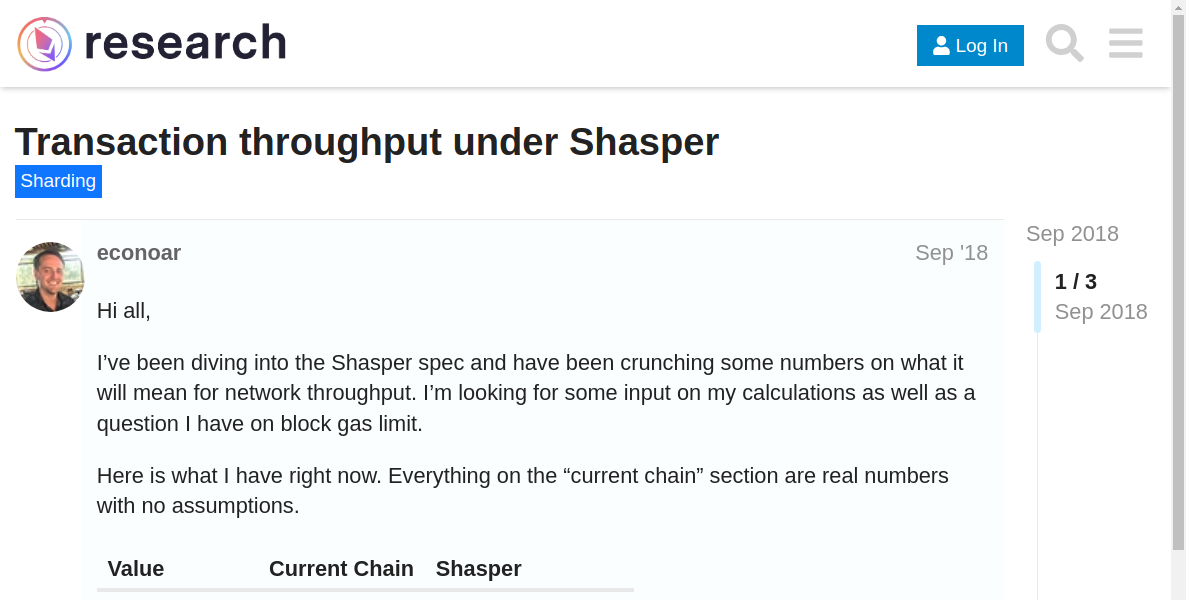 research
Log In
Transaction throughput under Shasper
Sharding
econoar
Sep '18
Sep 2018
1 / 3
Sep 2018
Hi all,
I’ve been diving into the Shasper spec and have been crunching some numbers on what it
will mean for network throughput. I’m looking for some input on my calculations as well as a
question I have on block gas limit.
Here is what I have right now. Everything on the “current chain” section are real numbers
with no assumptions.
Value Current Chain Shasper